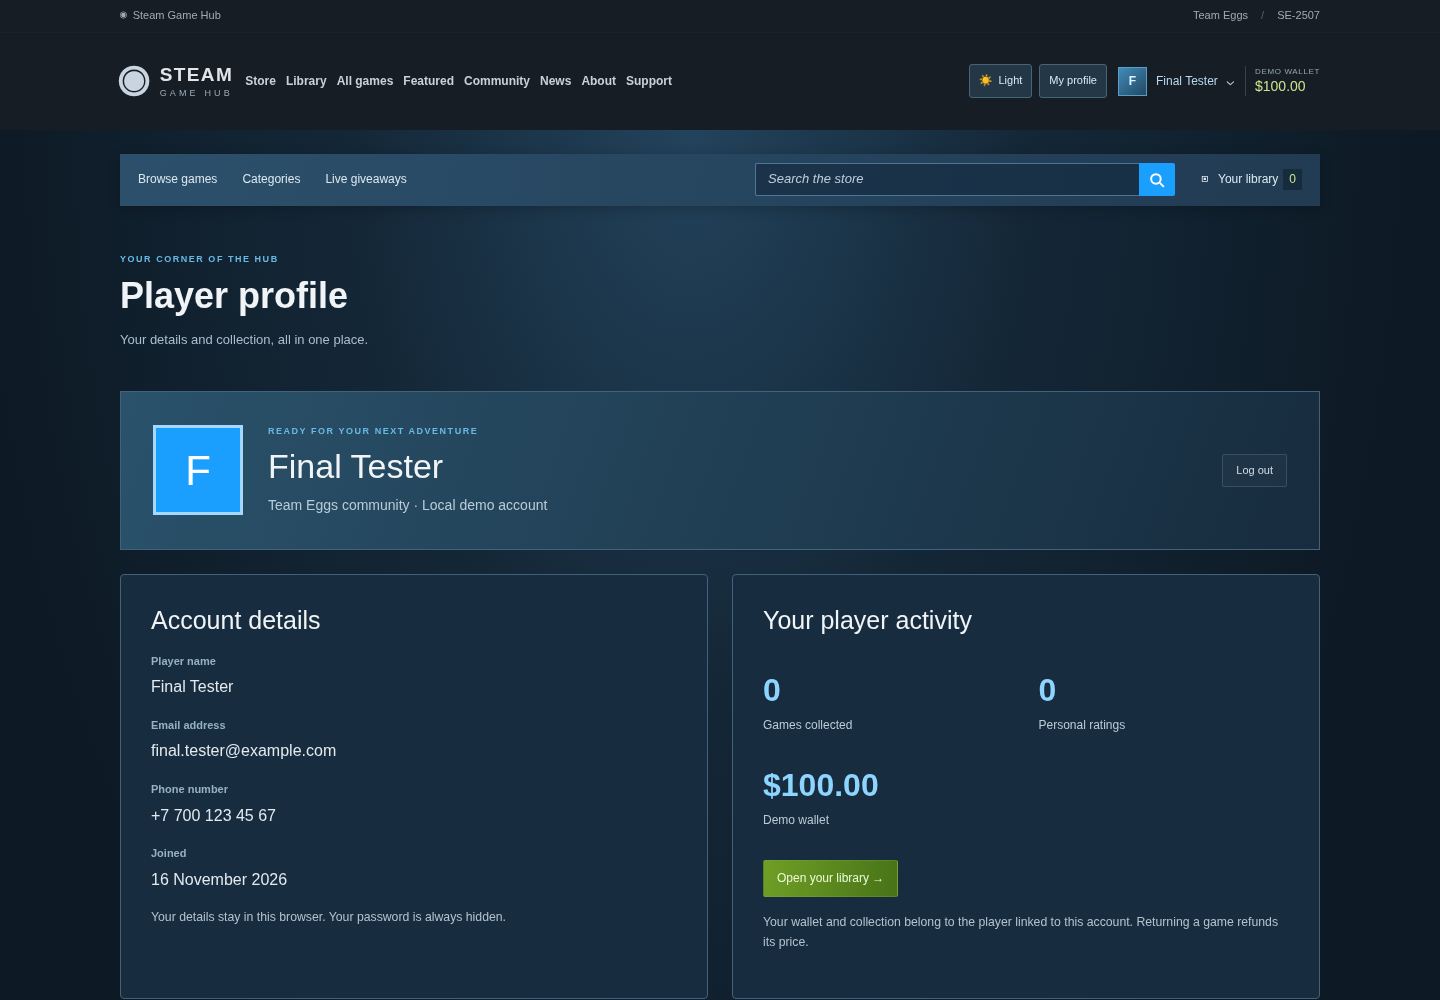 Steam Game Hub
Team Eggs / SE-2507
STEAM
GAME HUB
Store Library All games Featured Community News About Support
Light
My profile
F
Final Tester
DEMO WALLET
$100.00
Browse games Categories Live giveaways
Search the store
Your library 0
YOUR CORNER OF THE HUB
Player profile
Your details and collection, all in one place.
F
READY FOR YOUR NEXT ADVENTURE
Final Tester
Team Eggs community · Local demo account
Log out
Account details
Player name
Final Tester
Email address
final.tester@example.com
Phone number
+7 700 123 45 67
Joined
16 November 2026
Your details stay in this browser. Your password is always hidden.
Your player activity
0
Games collected
0
Personal ratings
$100.00
Demo wallet
Open your library →
Your wallet and collection belong to the player linked to this account. Returning a game refunds
its price.